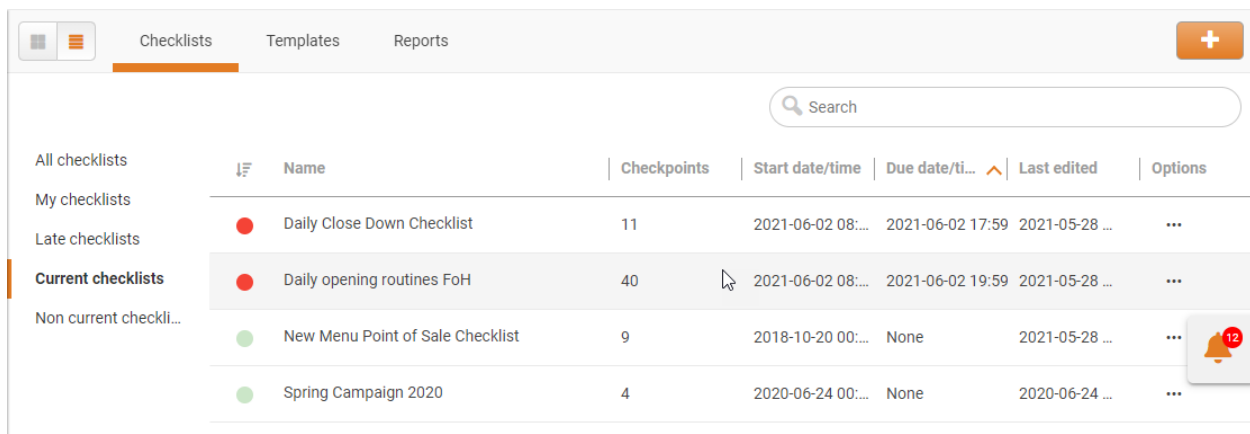 Checklists Templates Reports
Search
All checklists
My checklists
Late checklists
Current checklists
Non current checkli...
Name Checkpoints Start date/time Due date/ti... Last edited Options
Daily Close Down Checklist 11 2021-06-02 08:... 2021-06-02 17:59 2021-05-28 ...
Daily opening routines FoH 40 2021-06-02 08:... 2021-06-02 19:59 2021-05-28 ...
New Menu Point of Sale Checklist 9 2018-10-20 00:... None 2021-05-28 ...
12
Spring Campaign 2020 4 2020-06-24 00:... None 2020-06-24 ...